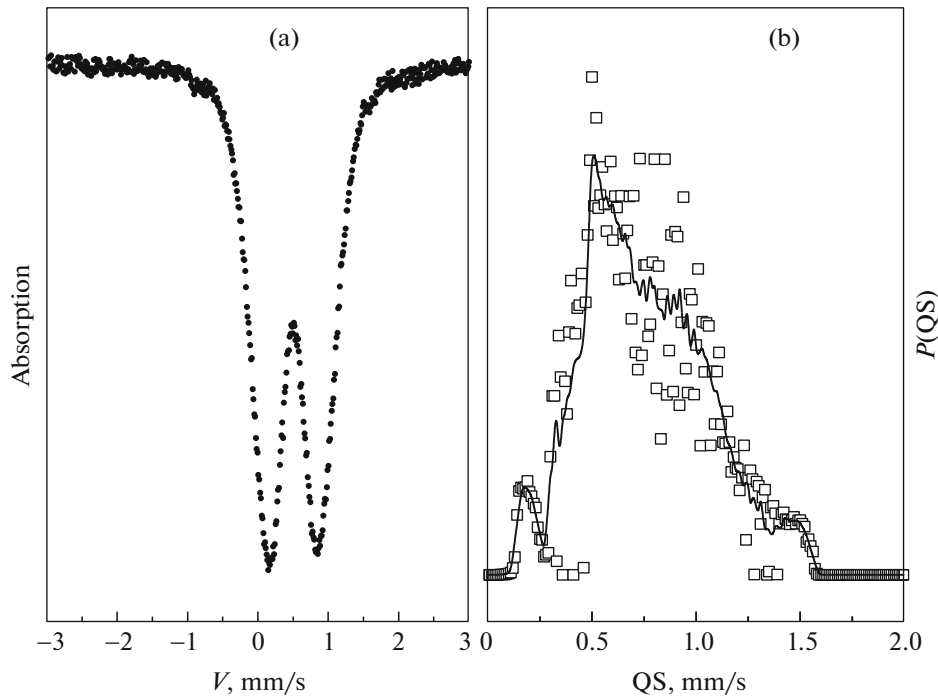 (a)
(b)
Absorption
P(QS)
−3 −2 −1 0 1 2 3
0 0.5 1.0 1.5 2.0
V, mm/s
QS, mm/s